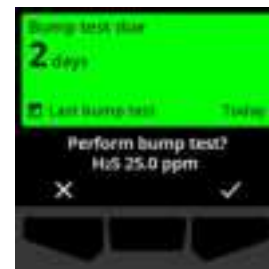 Bump test due
2 days
Last bump test Today
Perform bump test?
H₂S 25.0 ppm